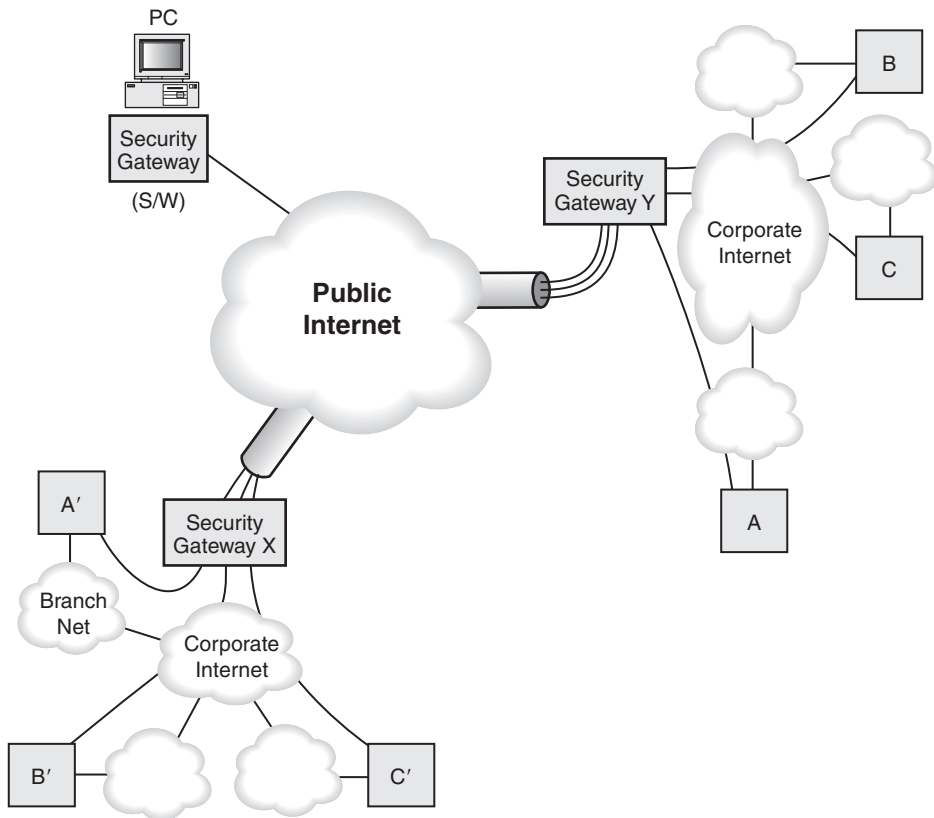 PC
Security
Gateway
(S/W)
Public
Internet
Security
Gateway Y
Corporate
Internet
B
C
A
A′
Security
Gateway X
Branch
Net
Corporate
Internet
B′
C′